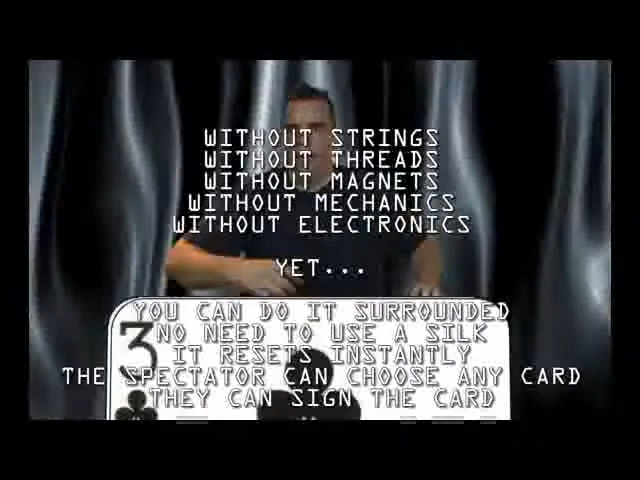 WITHOUT STRINGS
WITHOUT THREADS
WITHOUT MAGNETS
WITHOUT MECHANICS
WITHOUT ELECTRONICS
YET...
YOU CAN DO IT SURROUNDED
NO NEED TO USE A SILK
3
IT RESETS INSTANTLY
THE SPECTATOR CAN CHOOSE ANY CARD
THEY CAN SIGN THE CARD